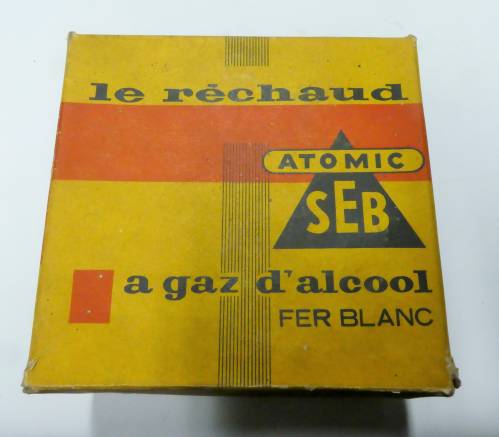 le réchaud
ATOMIC
SEB
a gaz d'alcool
FER BLANC